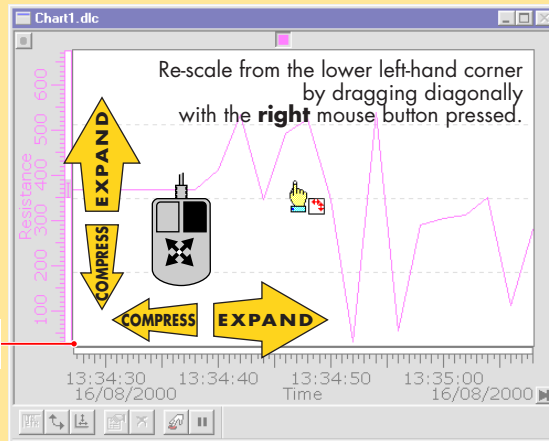 Chart1.dlc
Re-scale from the lower left-hand corner
by dragging diagonally
with the right mouse button pressed.
Resistance
600
500
400
300
200
100
EXPAND
COMPRESS
COMPRESS
EXPAND
13:34:30 13:34:40 13:34:50 13:35:00
16/08/2000 Time 16/08/2000